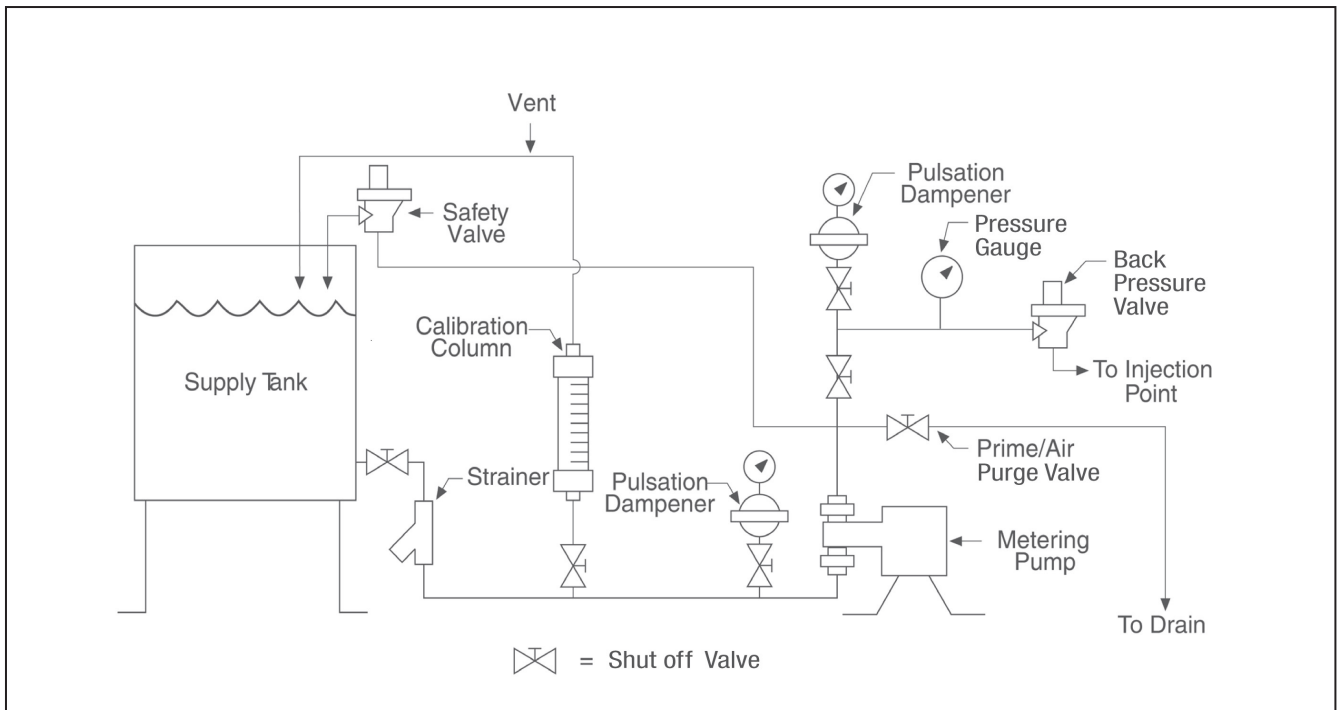 Vent
Safety
Valve
Pulsation
Dampener
Pressure
Gauge
Back
Pressure
Valve
Calibration
Column
To Injection
Point
Supply Tank
Prime/Air
Purge Valve
Strainer
Pulsation
Dampener
Metering
Pump
To Drain
= Shut off Valve